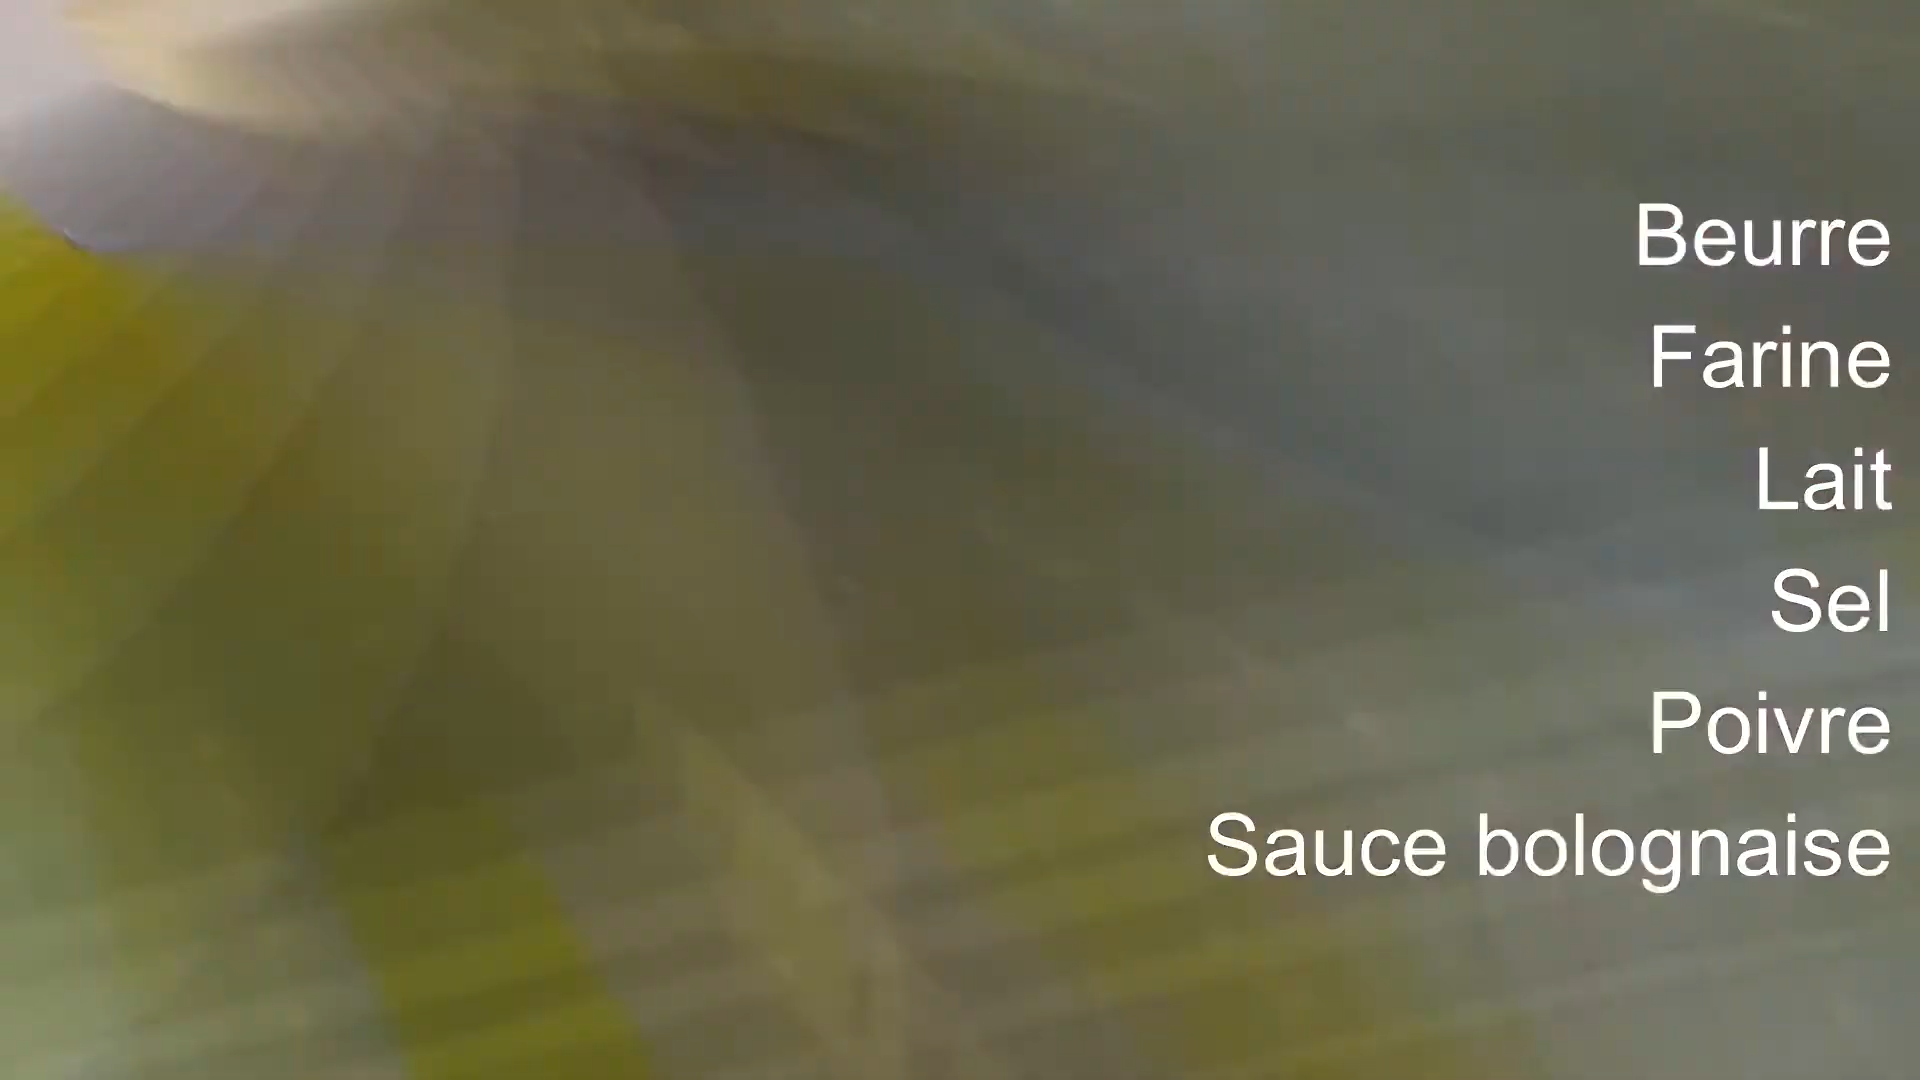 Beurre
Farine
Lait
Sel
Poivre
Sauce bolognaise